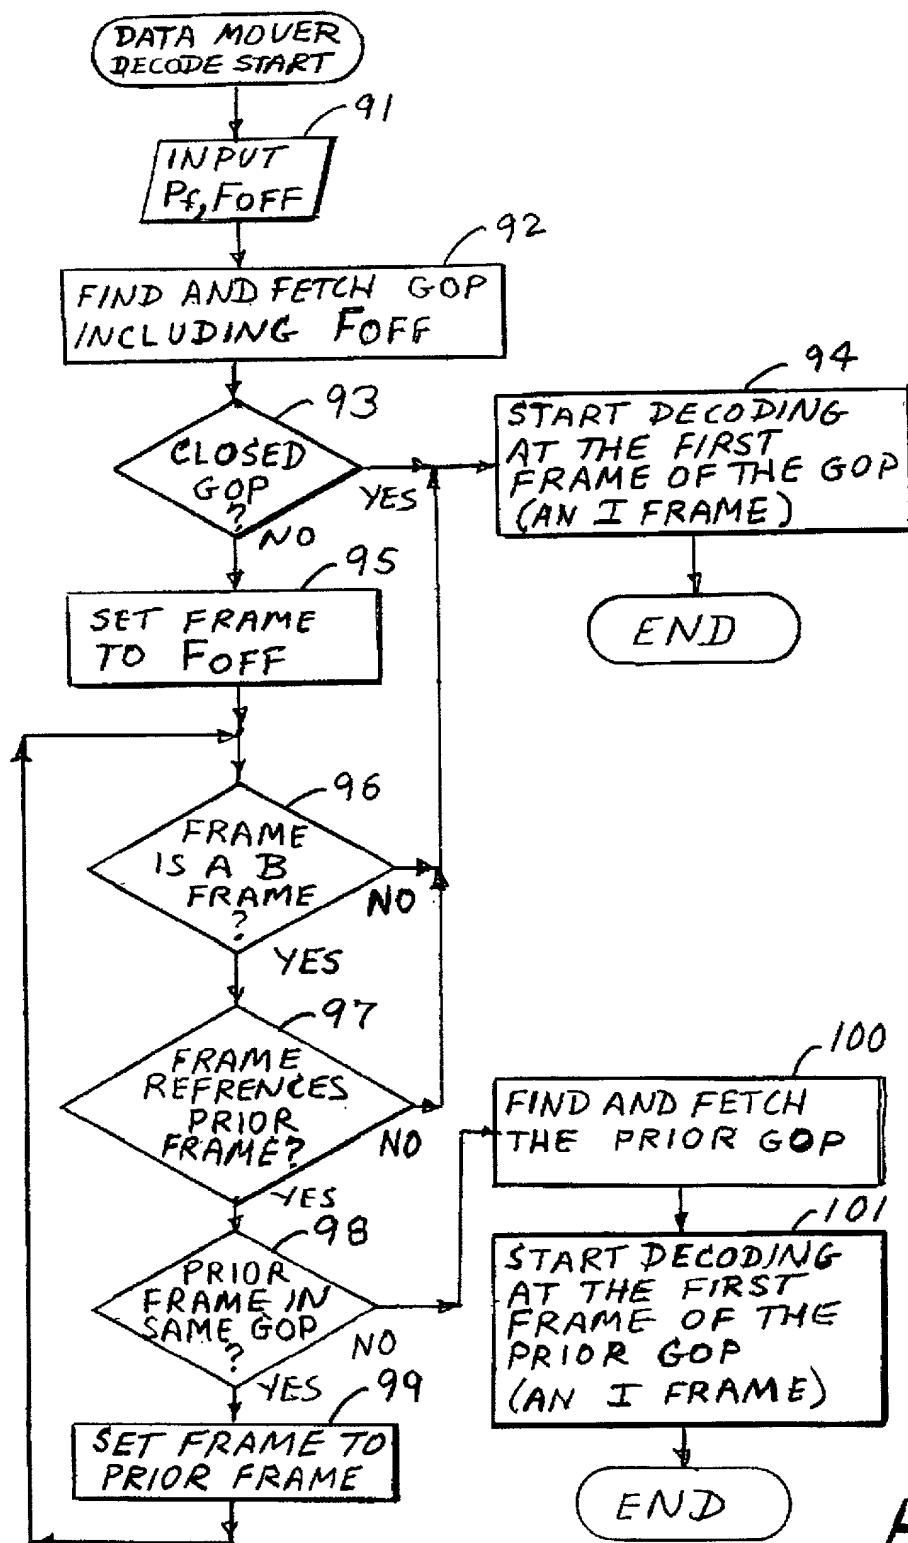 DATA MOVER
DECODE START
91
INPUT
Pf, FOFF
92
FIND AND FETCH GOP
INCLUDING FOFF
93
CLOSED
GOP
?
YES
NO
94
START DECODING
AT THE FIRST
FRAME OF THE GOP
(AN I FRAME)
END
95
SET FRAME
TO FOFF
96
FRAME
IS A B
FRAME
?
NO
YES
97
FRAME
REFRENCES
PRIOR
FRAME?
NO
YES
98
PRIOR
FRAME IN
SAME GOP
?
NO
YES
99
SET FRAME TO
PRIOR FRAME
100
FIND AND FETCH
THE PRIOR GOP
101
START DECODING
AT THE FIRST
FRAME OF THE
PRIOR GOP
(AN I FRAME)
END